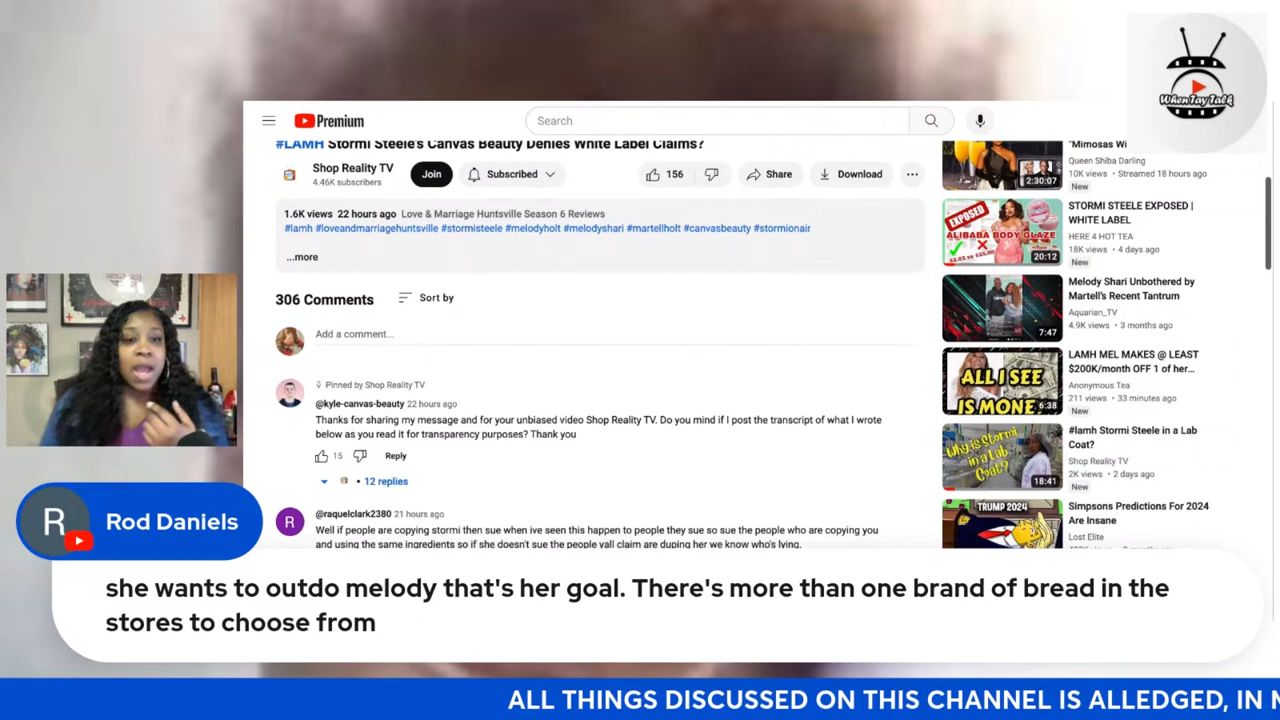 WhenTayTalk
Premium
Search
#LAMH Stormi Steele's Canvas Beauty Denies White Label Claims?
Shop Reality TV
4.46K subscribers
Join
Subscribed
156
Share
Download
1.6K views 22 hours ago Love & Marriage Huntsville Season 6 Reviews
#lamh #loveandmarriagehuntsville #stormisteele #melodyholt #melodyshari #martellholt #canvasbeauty #stormionair
...more
306 Comments
Sort by
Add a comment...
Pinned by Shop Reality TV
@kyle-canvas-beauty 22 hours ago
Thanks for sharing my message and for your unbiased video Shop Reality TV. Do you mind if I post the transcript of what I wrote
below as you read it for transparency purposes? Thank you
15
Reply
• 12 replies
R
@raquelclark2380 21 hours ago
Well if people are copying stormi then sue when ive seen this happen to people they sue so sue the people who are copying you
and using the same ingredients so if she doesn't sue the people yall claim are duping her we know who's lying.
2:30:07
"Mimosas Wi
Queen Shiba Darling
10K views • Streamed 18 hours ago
New
EXPOSED
ALIBABA BODY GLAZE
20:12
STORMI STEELE EXPOSED |
WHITE LABEL
HERE 4 HOT TEA
18K views • 4 days ago
New
7:47
Melody Shari Unbothered by
Martell's Recent Tantrum
Aquarian_TV
4.9K views • 3 months ago
ALL I SEE
IS MONEY
6:38
LAMH MEL MAKES @ LEAST
$200K/month OFF 1 of her...
Anonymous Tea
211 views • 33 minutes ago
New
Why is Stormi
in a Lab
Coat?
18:41
#lamh Stormi Steele in a Lab
Coat?
Shop Reality TV
2K views • 2 days ago
New
TRUMP 2024
Simpsons Predictions For 2024
Are Insane
Lost Elite
R
Rod Daniels
she wants to outdo melody that's her goal. There's more than one brand of bread in the
stores to choose from
ALL THINGS DISCUSSED ON THIS CHANNEL IS ALLEDGED, IN